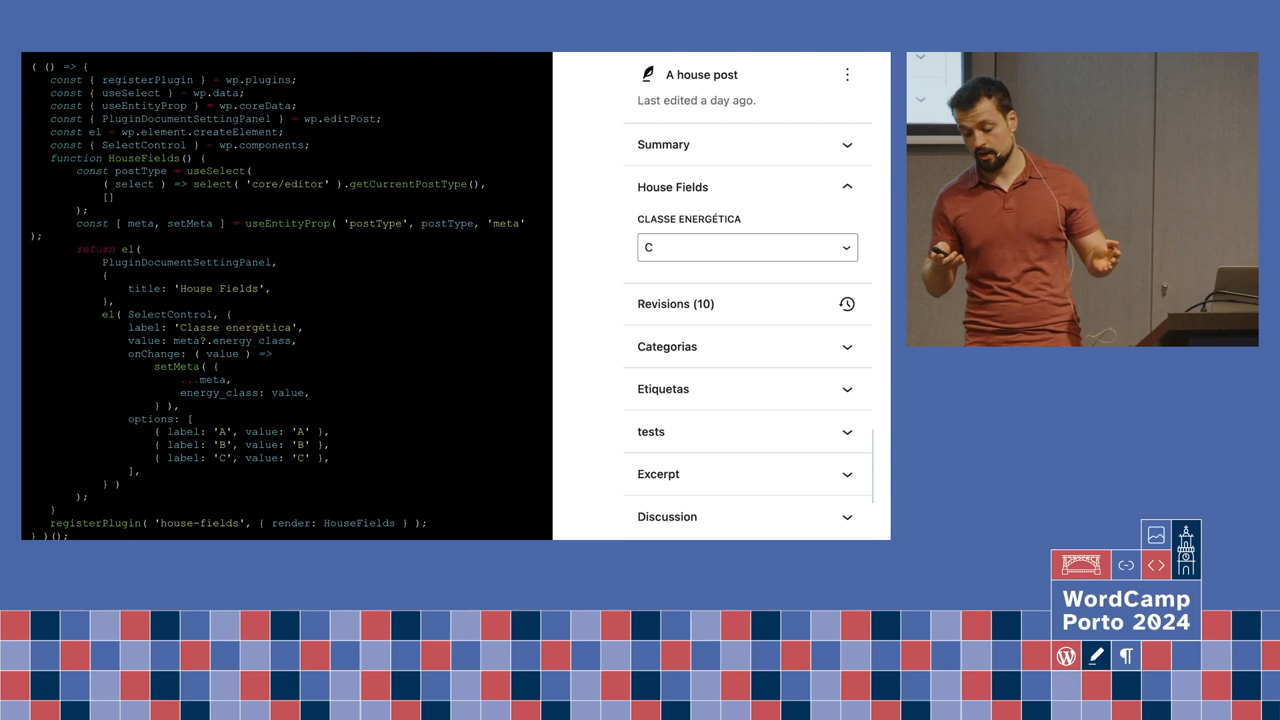 ( () => {
const { registerPlugin } = wp.plugins;
const { useSelect } = wp.data;
const { useEntityProp } = wp.coreData;
const { PluginDocumentSettingPanel } = wp.editPost;
const el = wp.element.createElement;
const { SelectControl } = wp.components;
function HouseFields() {
const postType = useSelect(
( select ) => select( 'core/editor' ).getCurrentPostType(),
[]
);
const [ meta, setMeta ] = useEntityProp( 'postType', postType, 'meta'
);
return el(
PluginDocumentSettingPanel,
{
title: 'House Fields',
},
el( SelectControl, {
label: 'Classe energética',
value: meta?.energy_class,
onChange: ( value ) =>
setMeta( {
...meta,
energy_class: value,
} ),
options: [
{ label: 'A', value: 'A' },
{ label: 'B', value: 'B' },
{ label: 'C', value: 'C' },
],
} )
);
}
registerPlugin( 'house-fields', { render: HouseFields } );
} )();
A house post
Last edited a day ago.
Summary
House Fields
CLASSE ENERGÉTICA
C
Revisions (10)
Categorias
Etiquetas
tests
Excerpt
Discussion
WordCamp
Porto 2024